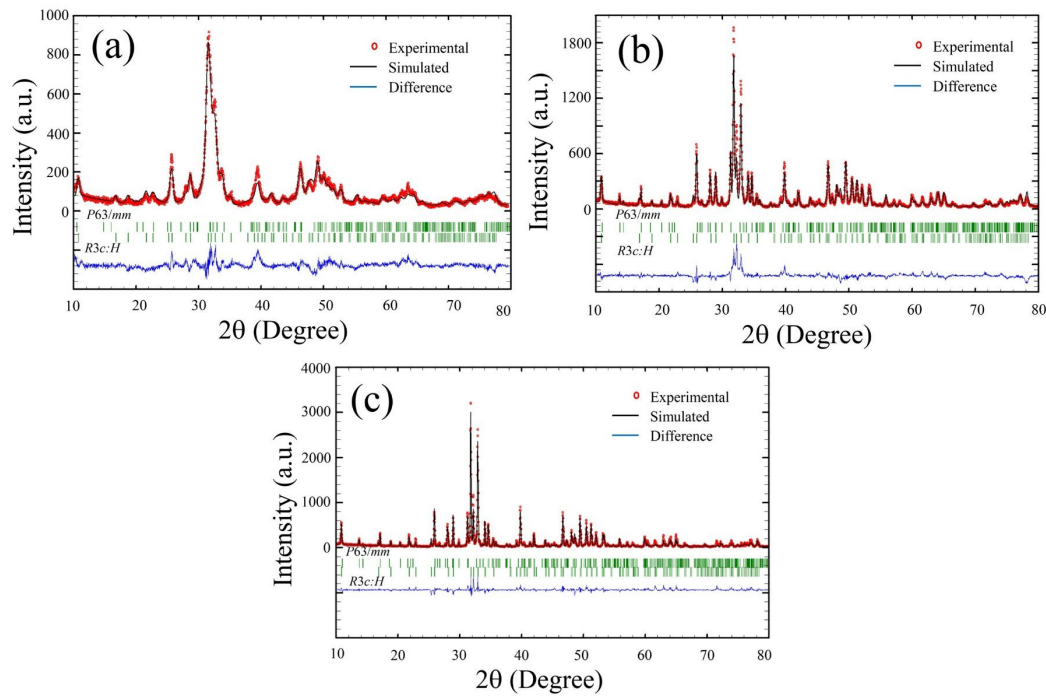 (a)
Intensity (a.u.)
1000
800
600
400
200
0
Experimental
Simulated
Difference
P63/mm
R3c:H
10 20 30 40 50 60 70 80
2θ (Degree)
(b)
Intensity (a.u.)
1800
1200
600
0
Experimental
Simulated
Difference
P63/mm
R3c:H
10 20 30 40 50 60 70 80
2θ (Degree)
(c)
Intensity (a.u.)
4000
3000
2000
1000
0
Experimental
Simulated
Difference
P63/mm
R3c:H
10 20 30 40 50 60 70 80
2θ (Degree)